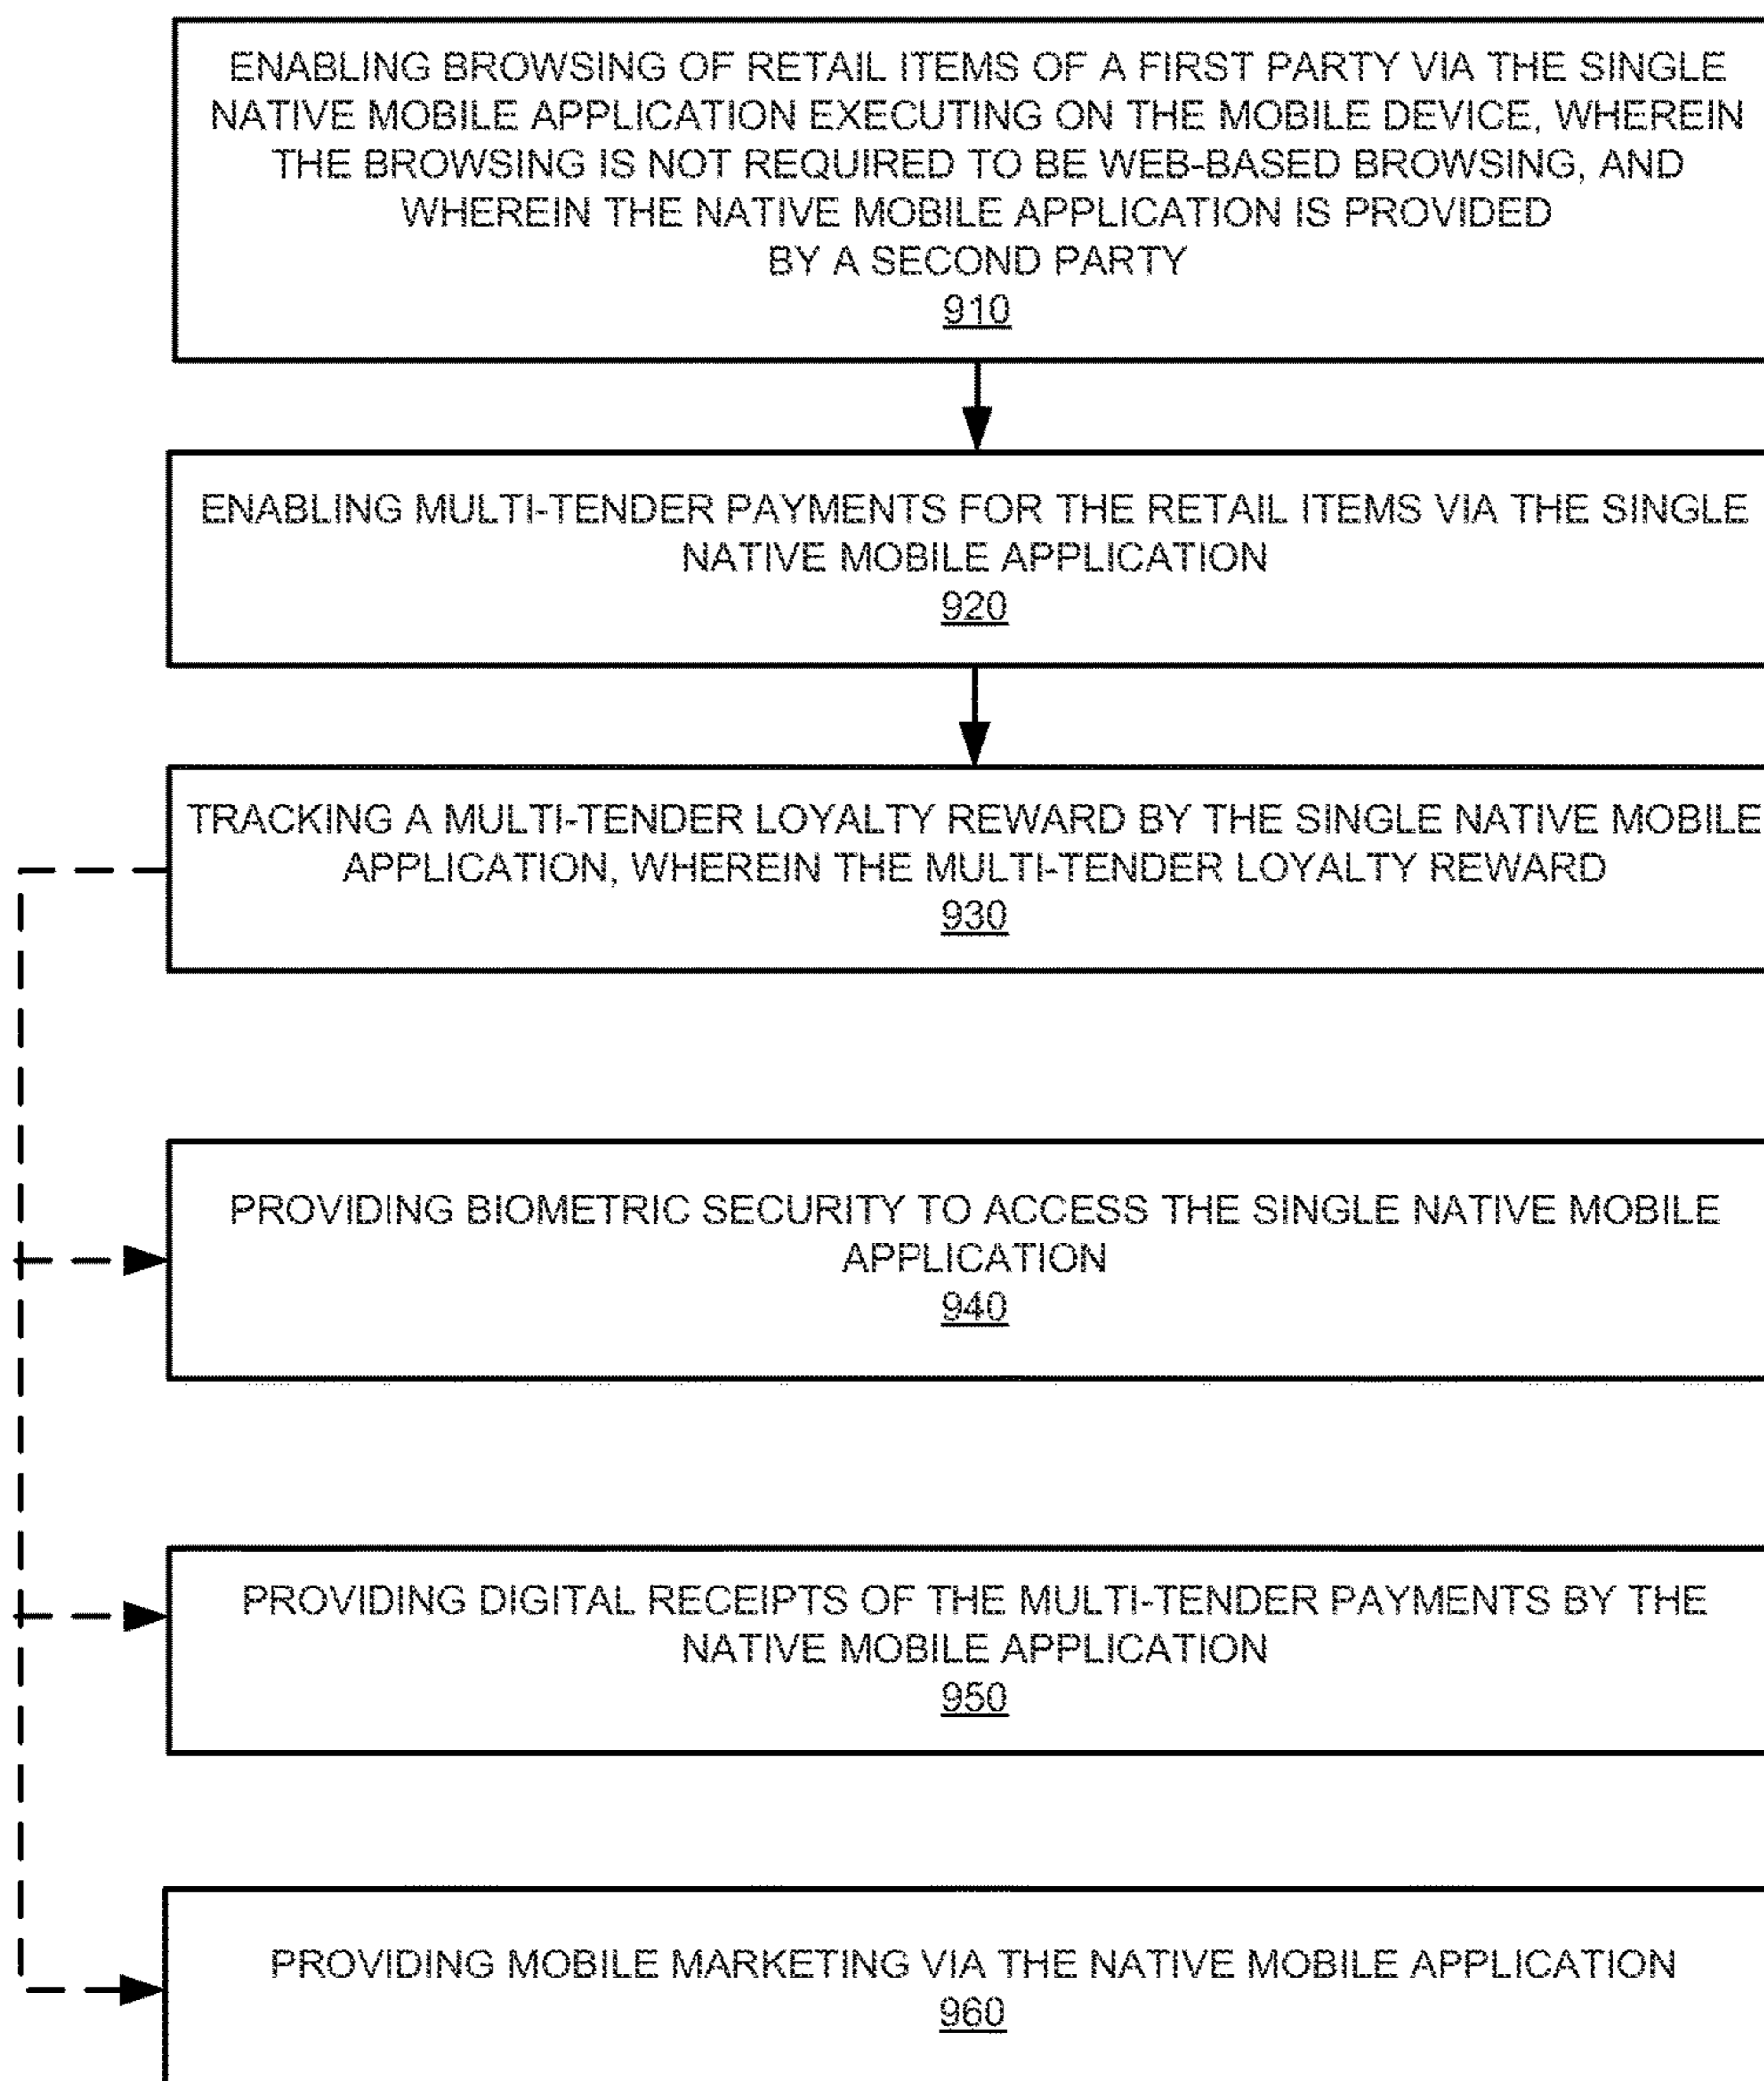 ENABLING BROWSING OF RETAIL ITEMS OF A FIRST PARTY VIA THE SINGLE
NATIVE MOBILE APPLICATION EXECUTING ON THE MOBILE DEVICE, WHEREIN
THE BROWSING IS NOT REQUIRED TO BE WEB-BASED BROWSING, AND
WHEREIN THE NATIVE MOBILE APPLICATION IS PROVIDED
BY A SECOND PARTY
910
ENABLING MULTI-TENDER PAYMENTS FOR THE RETAIL ITEMS VIA THE SINGLE
NATIVE MOBILE APPLICATION
920
TRACKING A MULTI-TENDER LOYALTY REWARD BY THE SINGLE NATIVE MOBILE
APPLICATION, WHEREIN THE MULTI-TENDER LOYALTY REWARD
930
PROVIDING BIOMETRIC SECURITY TO ACCESS THE SINGLE NATIVE MOBILE
APPLICATION
940
PROVIDING DIGITAL RECEIPTS OF THE MULTI-TENDER PAYMENTS BY THE
NATIVE MOBILE APPLICATION
950
PROVIDING MOBILE MARKETING VIA THE NATIVE MOBILE APPLICATION
960